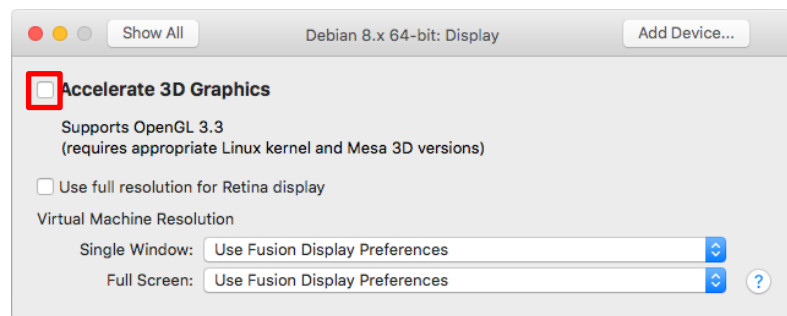 Show All Debian 8.x 64-bit: Display Add Device...
Accelerate 3D Graphics
Supports OpenGL 3.3
(requires appropriate Linux kernel and Mesa 3D versions)
Use full resolution for Retina display
Virtual Machine Resolution
Single Window: Use Fusion Display Preferences
Full Screen: Use Fusion Display Preferences ?